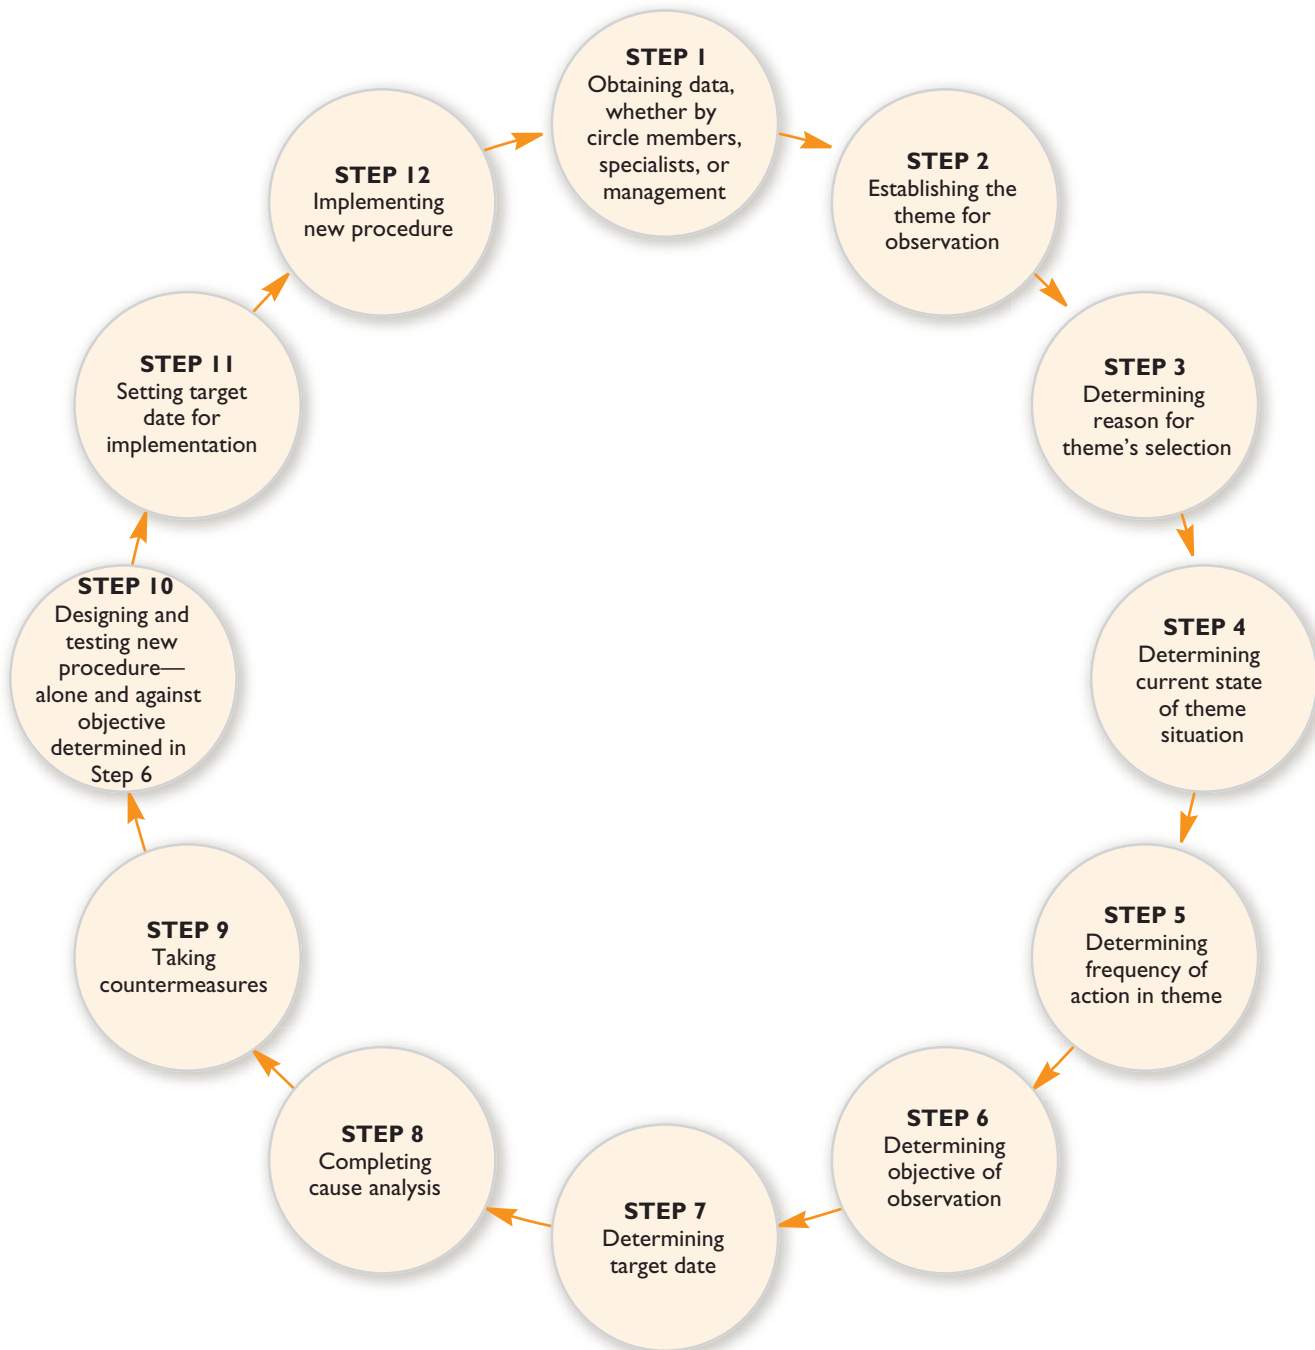 STEP 1
Obtaining data,
whether by
circle members,
specialists, or
management
STEP 2
Establishing the
theme for
observation
STEP 3
Determining
reason for
theme's selection
STEP 4
Determining
current state
of theme
situation
STEP 5
Determining
frequency of
action in theme
STEP 6
Determining
objective of
observation
STEP 7
Determining
target date
STEP 8
Completing
cause analysis
STEP 9
Taking
countermeasures
STEP 10
Designing and
testing new
procedure—
alone and against
objective
determined in
Step 6
STEP 11
Setting target
date for
implementation
STEP 12
Implementing
new procedure